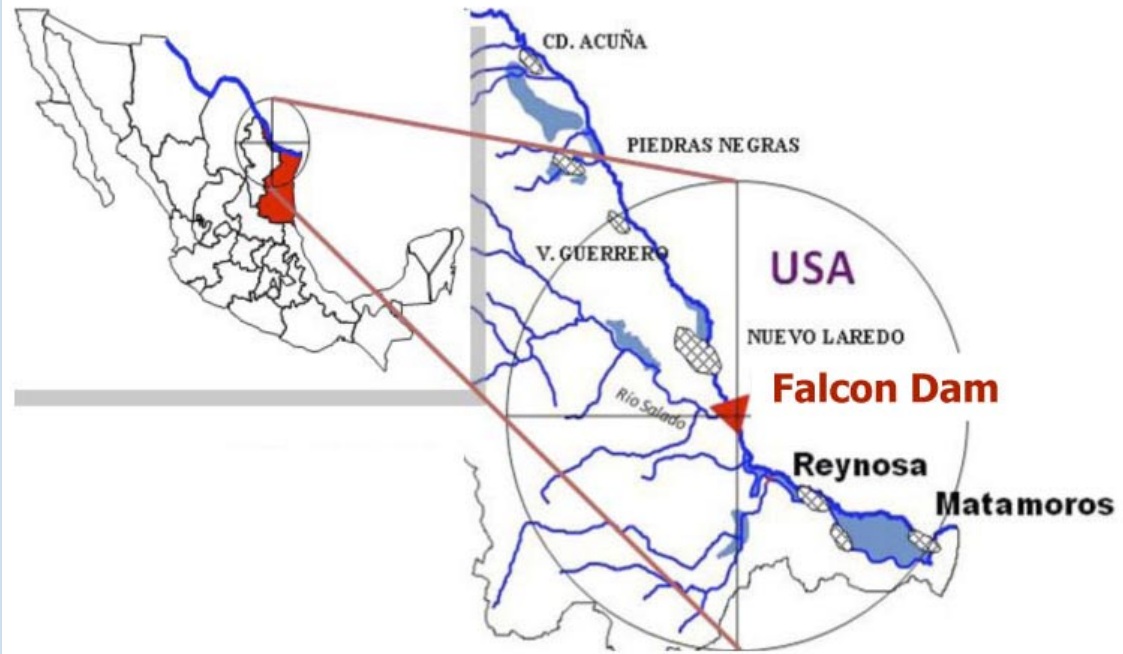 CD. ACUÑA
PIEDRAS NEGRAS
V. GUERRERO
USA
NUEVO LAREDO
Falcon Dam
Río Salado
Reynosa
Matamoros